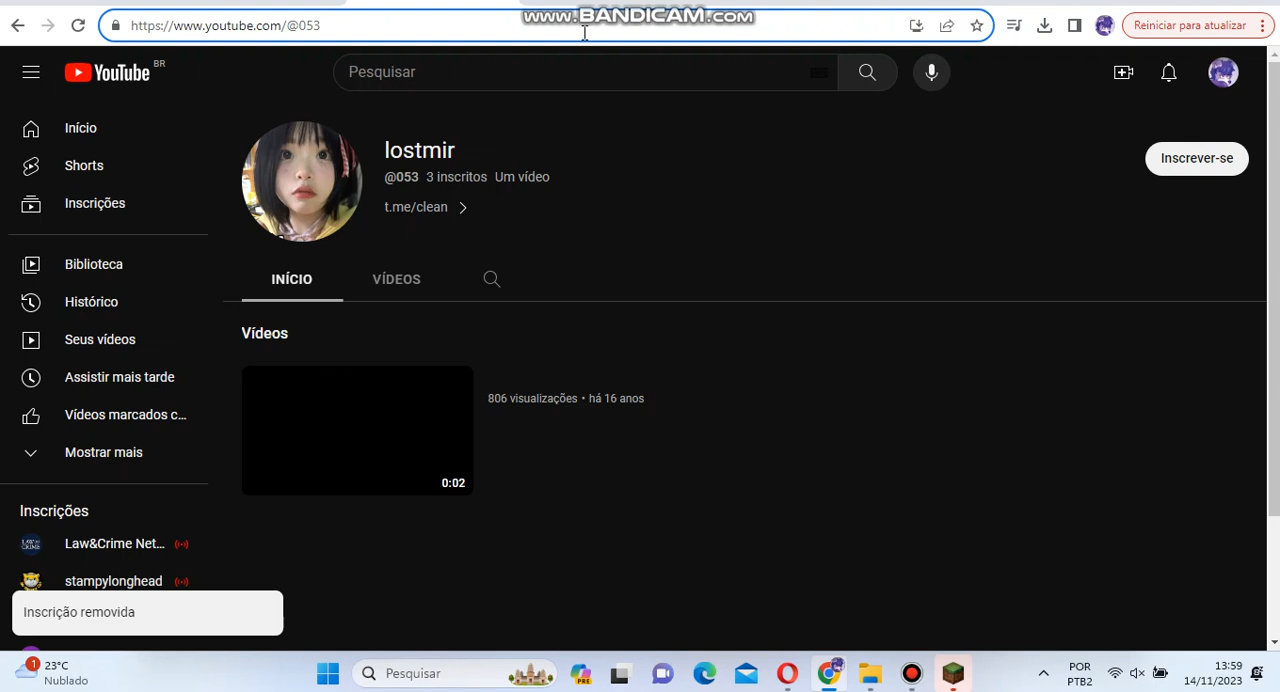 www.BANDICAM.com
https://www.youtube.com/@053
Reiniciar para atualizar
YouTube BR
Pesquisar
Início
Shorts
Inscrições
Biblioteca
Histórico
Seus vídeos
Assistir mais tarde
Vídeos marcados c...
Mostrar mais
Inscrições
Law&Crime Net...
stampylonghead
Inscrição removida
lostmir
@053 3 inscritos Um vídeo
t.me/clean
Inscrever-se
INÍCIO
VÍDEOS
Vídeos
0:02
806 visualizações • há 16 anos
1
23°C
Nublado
Pesquisar
PRE
POR
PTB2
13:59
14/11/2023